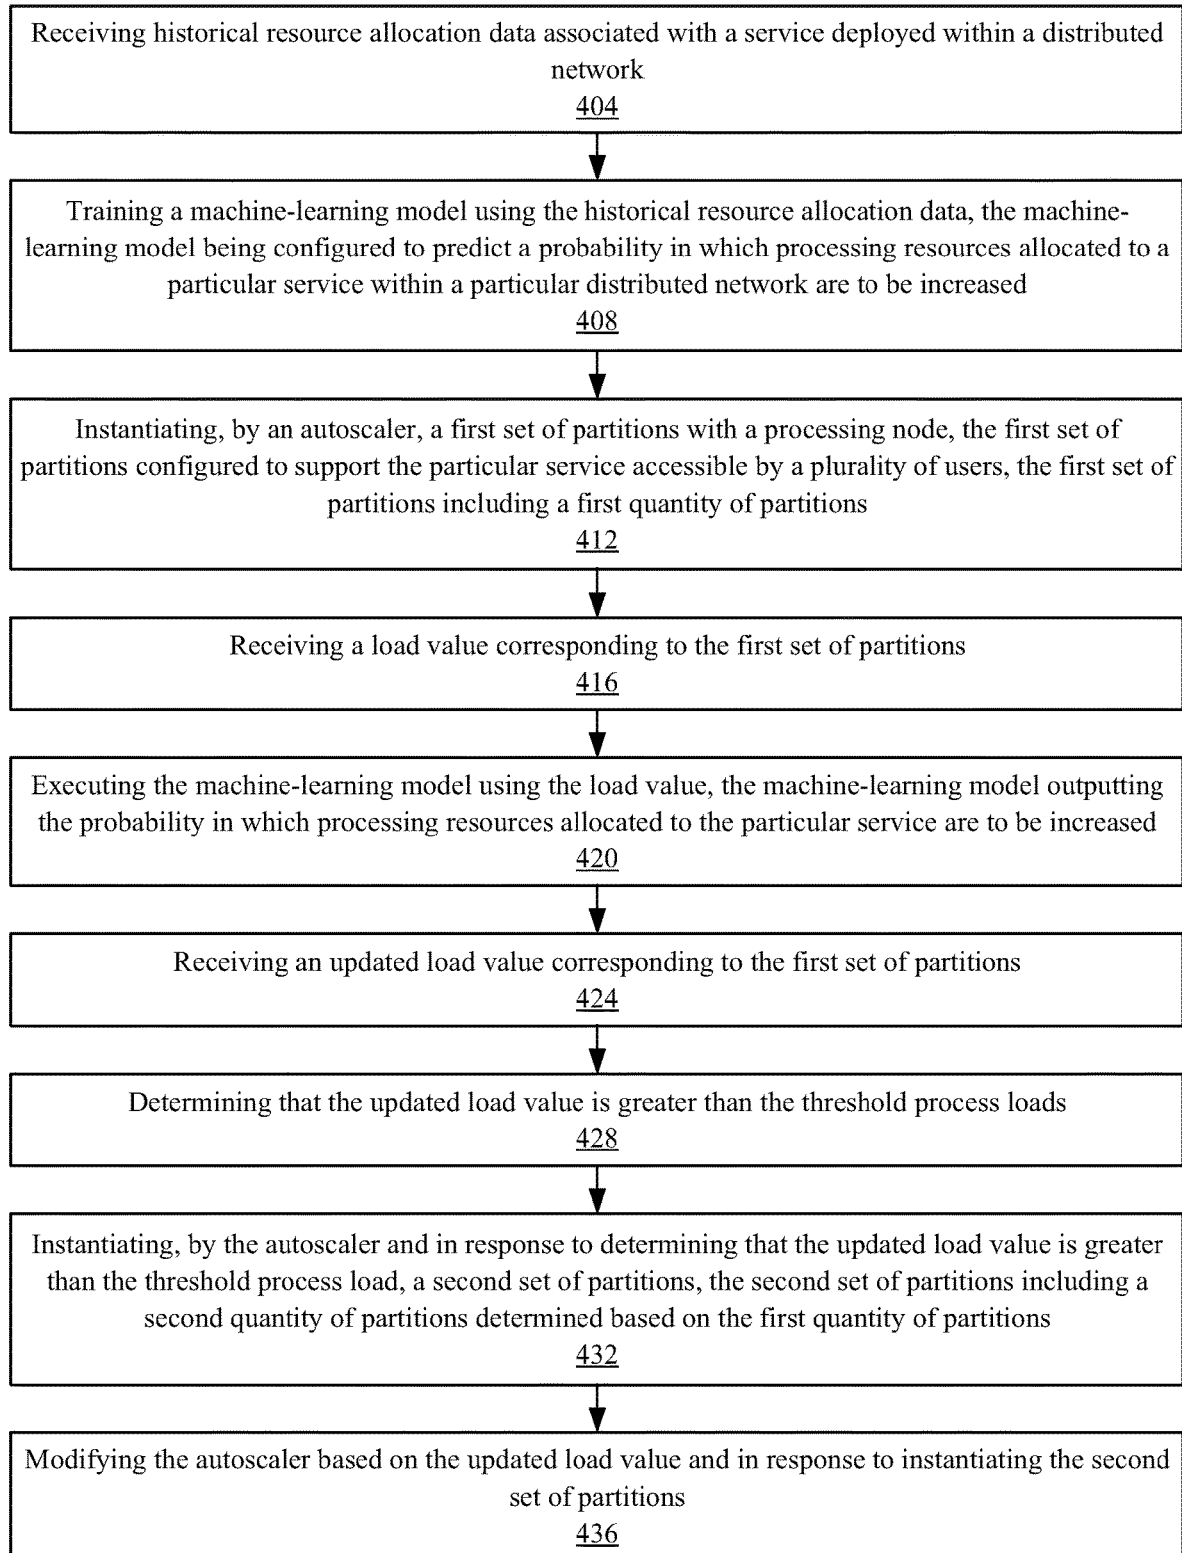 Receiving historical resource allocation data associated with a service deployed within a distributed
network
404
Training a machine-learning model using the historical resource allocation data, the machine-
learning model being configured to predict a probability in which processing resources allocated to a
particular service within a particular distributed network are to be increased
408
Instantiating, by an autoscaler, a first set of partitions with a processing node, the first set of
partitions configured to support the particular service accessible by a plurality of users, the first set of
partitions including a first quantity of partitions
412
Receiving a load value corresponding to the first set of partitions
416
Executing the machine-learning model using the load value, the machine-learning model outputting
the probability in which processing resources allocated to the particular service are to be increased
420
Receiving an updated load value corresponding to the first set of partitions
424
Determining that the updated load value is greater than the threshold process loads
428
Instantiating, by the autoscaler and in response to determining that the updated load value is greater
than the threshold process load, a second set of partitions, the second set of partitions including a
second quantity of partitions determined based on the first quantity of partitions
432
Modifying the autoscaler based on the updated load value and in response to instantiating the second
set of partitions
436